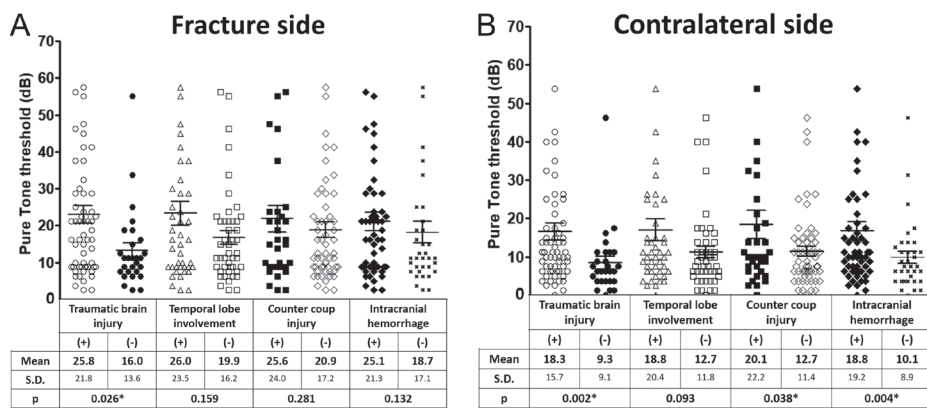 A Fracture side
Pure Tone threshold (dB)
70
60
50
40
30
20
10
0
Traumatic brain injury Temporal lobe involvement Counter coup injury Intracranial hemorrhage
(+) (-) (+) (-) (+) (-) (+) (-)
Mean 25.8 16.0 26.0 19.9 25.6 20.9 25.1 18.7
S.D. 21.8 13.6 23.5 16.2 24.0 17.2 21.3 17.1
p 0.026* 0.159 0.281 0.132
B Contralateral side
Pure Tone threshold (dB)
70
60
50
40
30
20
10
0
Traumatic brain injury Temporal lobe involvement Counter coup injury Intracranial hemorrhage
(+) (-) (+) (-) (+) (-) (+) (-)
Mean 18.3 9.3 18.8 12.7 20.1 12.7 18.8 10.1
S.D. 15.7 9.1 20.4 11.8 22.2 11.4 19.2 8.9
p 0.002* 0.093 0.038* 0.004*